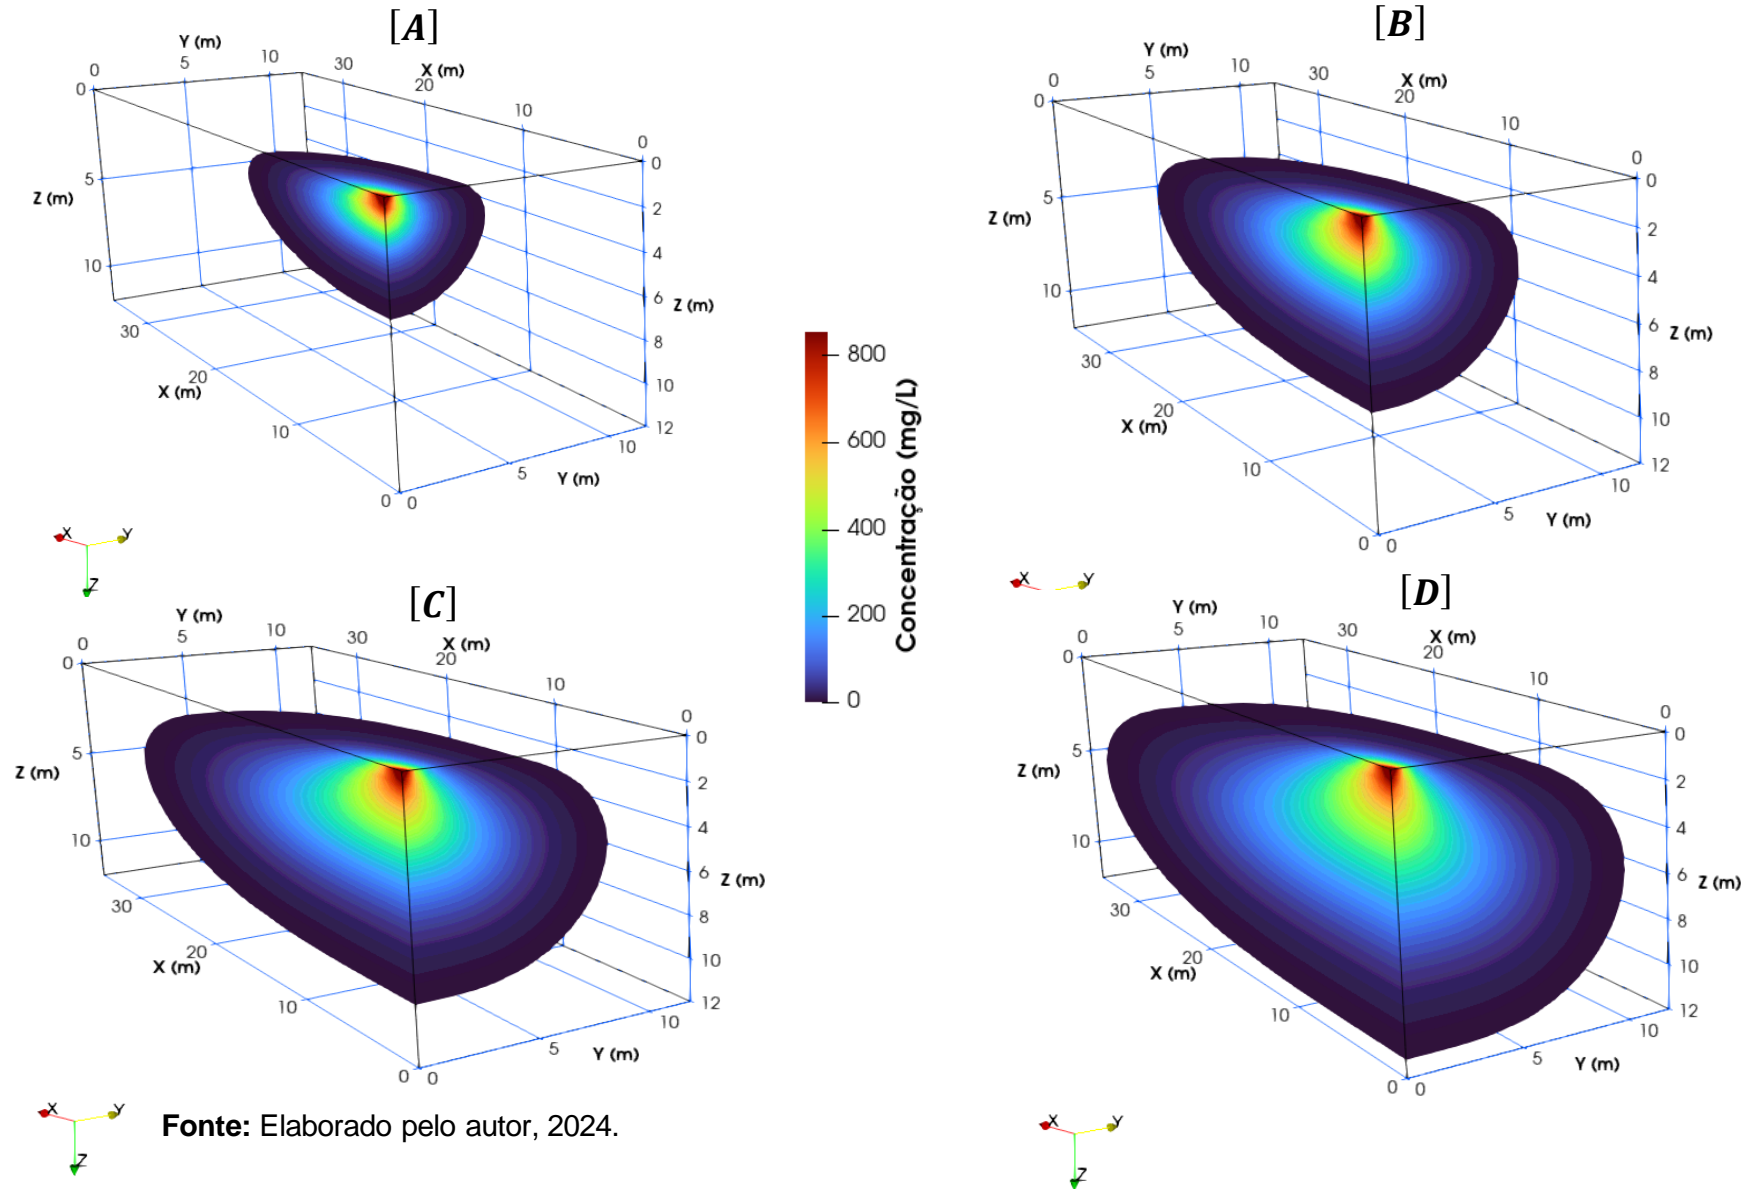 [A]
Y (m)
0 5 10 30 20 10 0
X (m)
0 5 10
Z (m)
0 2 4 6 8 10 12
Z (m)
30 20 10 0
X (m)
0 5 10
Y (m)
X Y Z
[B]
Y (m)
0 5 10 30 20 10 0
X (m)
0 5 10
Z (m)
0 2 4 6 8 10 12
Z (m)
30 20 10 0
X (m)
0 5 10
Y (m)
X Y
800
600
400
200
0
Concentração (mg/L)
[C]
Y (m)
0 5 10 30 20 10 0
X (m)
0 5 10
Z (m)
0 2 4 6 8 10 12
Z (m)
30 20 10 0
X (m)
0 5 10
Y (m)
X Y Z
[D]
Y (m)
0 5 10 30 20 10 0
X (m)
0 5 10
Z (m)
0 2 4 6 8 10 12
Z (m)
30 20 10 0
X (m)
0 5 10
Y (m)
X Y Z
Fonte: Elaborado pelo autor, 2024.